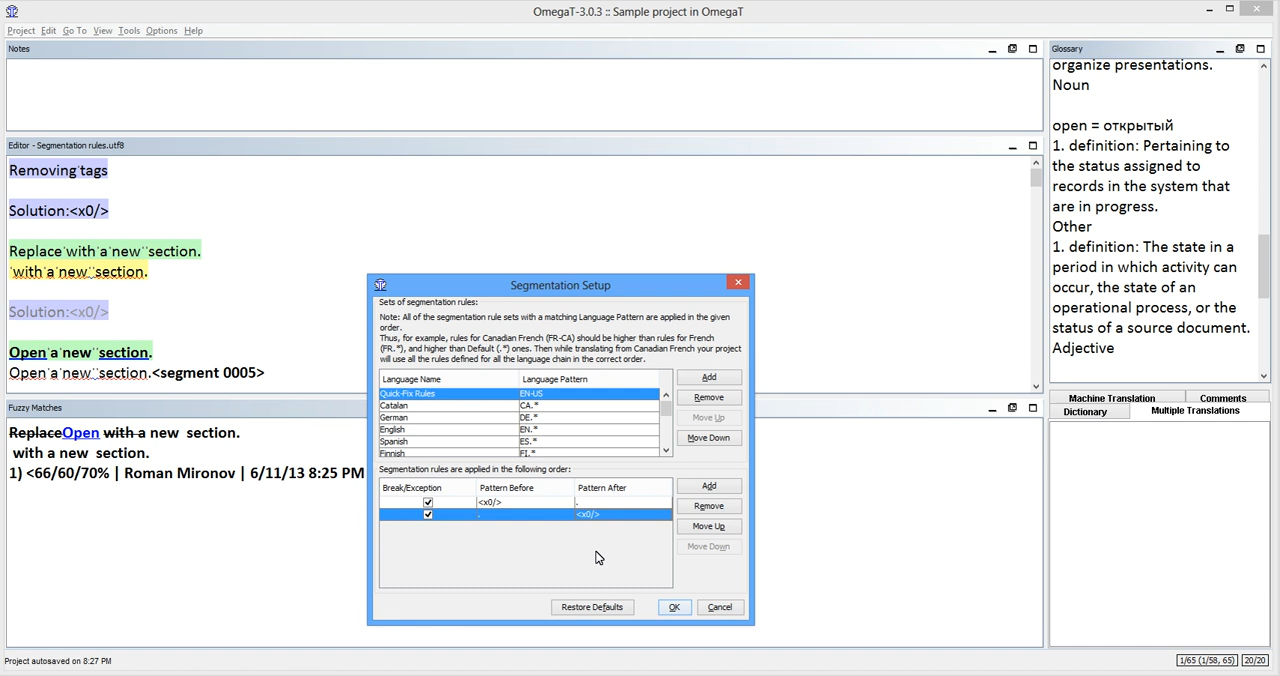 OmegaT-3.0.3 :: Sample project in OmegaT
Project Edit Go To View Tools Options Help
Notes
Editor - Segmentation rules.utf8
Removing tags
Solution:<x0/>
Replace with a new  section.
with a new  section.
Solution:<x0/>
Open a new  section.
Open a new  section.<segment 0005>
Fuzzy Matches
ReplaceOpen with a new  section.
with a new  section.
1) <66/60/70% | Roman Mironov | 6/11/13 8:25 PM
Segmentation Setup
Sets of segmentation rules:
Note: All of the segmentation rule sets with a matching Language Pattern are applied in the given
order.
Thus, for example, rules for Canadian French (FR-CA) should be higher than rules for French
(FR.*), and higher than Default (.*) ones. Then while translating from Canadian French your project
will use all the rules defined for all the language chain in the correct order.
Language Name Language Pattern
Quick-Fix Rules EN-US
Catalan CA.*
German DE.*
English EN.*
Spanish ES.*
Finnish FI.*
Add
Remove
Move Up
Move Down
Segmentation rules are applied in the following order:
Break/Exception Pattern Before Pattern After
<x0/> .
. <x0/>
Add
Remove
Move Up
Move Down
Restore Defaults OK Cancel
Glossary
organize presentations.
Noun
open = открытый
1. definition: Pertaining to
the status assigned to
records in the system that
are in progress.
Other
1. definition: The state in a
period in which activity can
occur, the state of an
operational process, or the
status of a source document.
Adjective
Machine Translation Comments
Dictionary Multiple Translations
Project autosaved on 8:27 PM
1/65 (1/58, 65) 20/20